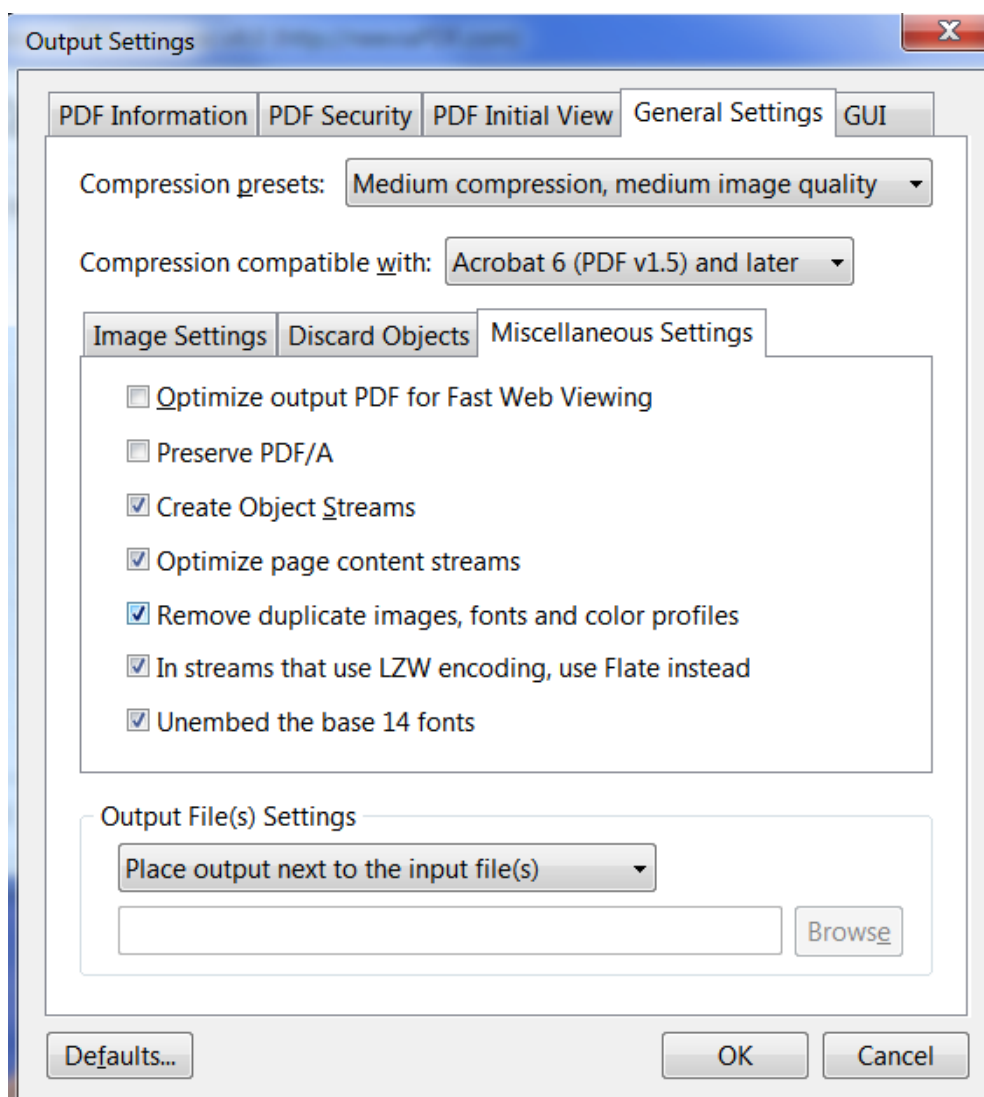 Output Settings
PDF Information PDF Security PDF Initial View General Settings GUI
Compression presets: Medium compression, medium image quality
Compression compatible with: Acrobat 6 (PDF v1.5) and later
Image Settings Discard Objects Miscellaneous Settings
Optimize output PDF for Fast Web Viewing
Preserve PDF/A
Create Object Streams
Optimize page content streams
Remove duplicate images, fonts and color profiles
In streams that use LZW encoding, use Flate instead
Unembed the base 14 fonts
Output File(s) Settings
Place output next to the input file(s)
Browse
Defaults... OK Cancel